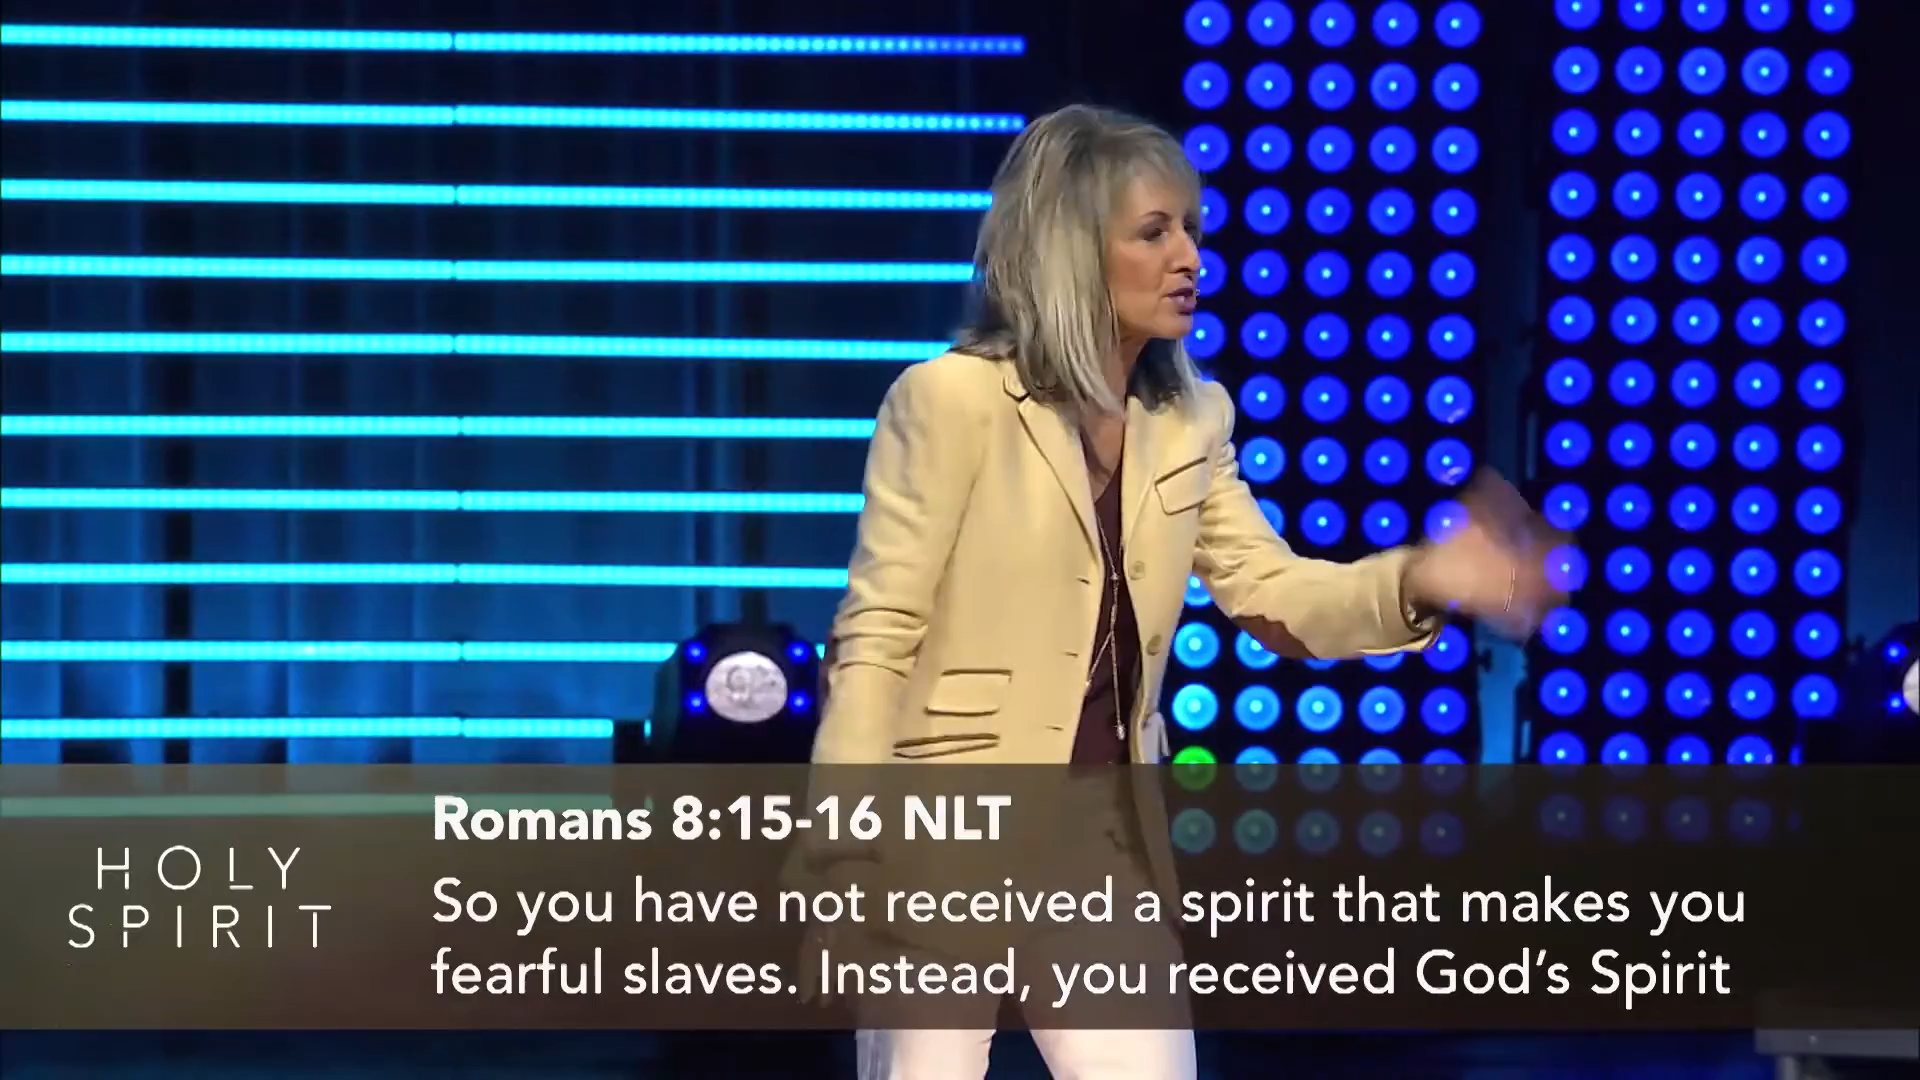 HOLY
SPIRIT
Romans 8:15-16 NLT
So you have not received a spirit that makes you
fearful slaves. Instead, you received God's Spirit